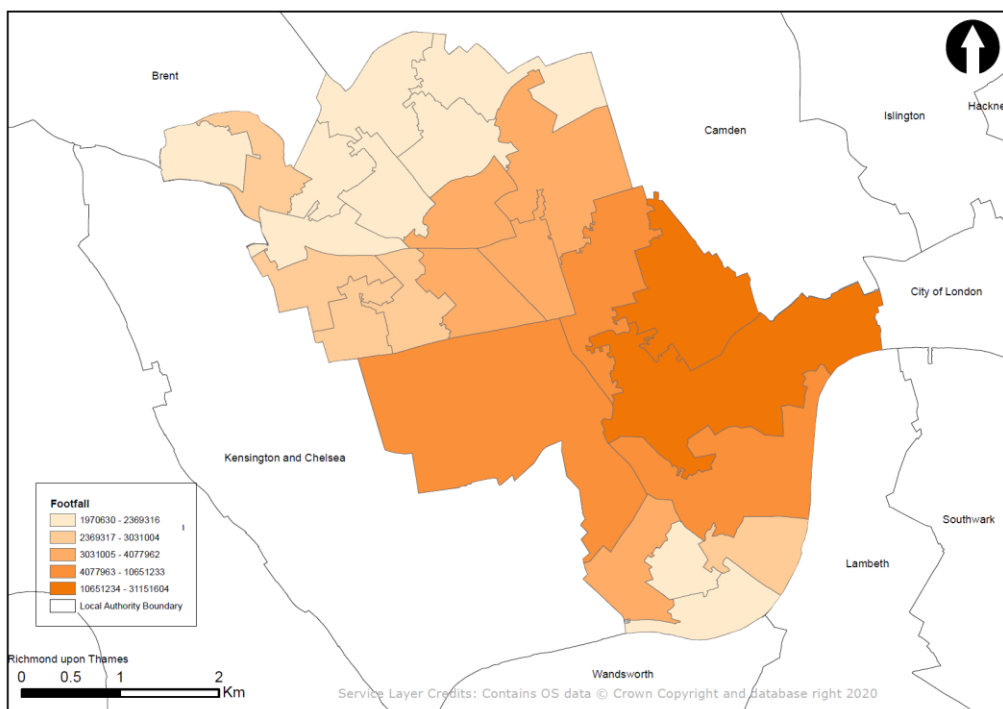 Brent
Camden
Islington
Hackne
City of London
Kensington and Chelsea
Southwark
Lambeth
Wandsworth
Richmond upon Thames
Footfall
1970630 - 2369316
2369317 - 3031004
3031005 - 4077962
4077963 - 10651233
10651234 - 31151604
Local Authority Boundary
0 0.5 1 2
Km
Service Layer Credits: Contains OS data © Crown Copyright and database right 2020